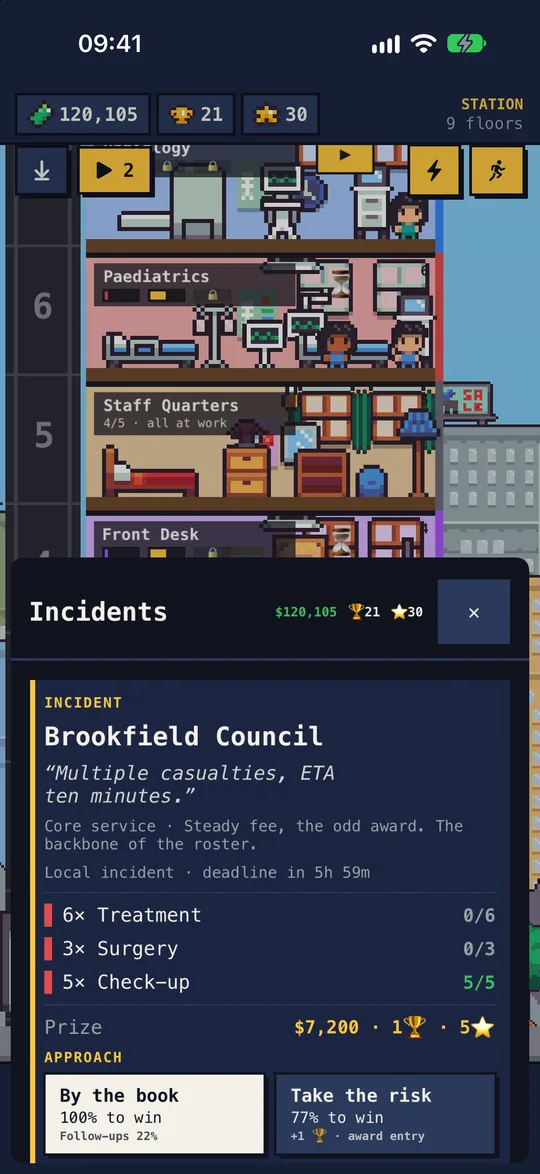 09:41
120,105
21
30
STATION
9 floors
2
6
Paediatrics
5
Staff Quarters
4/5 · all at work
SA
LE
Front Desk
Incidents
$120,105 🏆21 ⭐30
×
INCIDENT
Brookfield Council
“Multiple casualties, ETA
ten minutes.”
Core service · Steady fee, the odd award. The
backbone of the roster.
Local incident · deadline in 5h 59m
6× Treatment 0/6
3× Surgery 0/3
5× Check-up 5/5
Prize $7,200 · 1🏆 · 5⭐
APPROACH
By the book
100% to win
Follow-ups 22%
Take the risk
77% to win
+1 🏆 · award entry